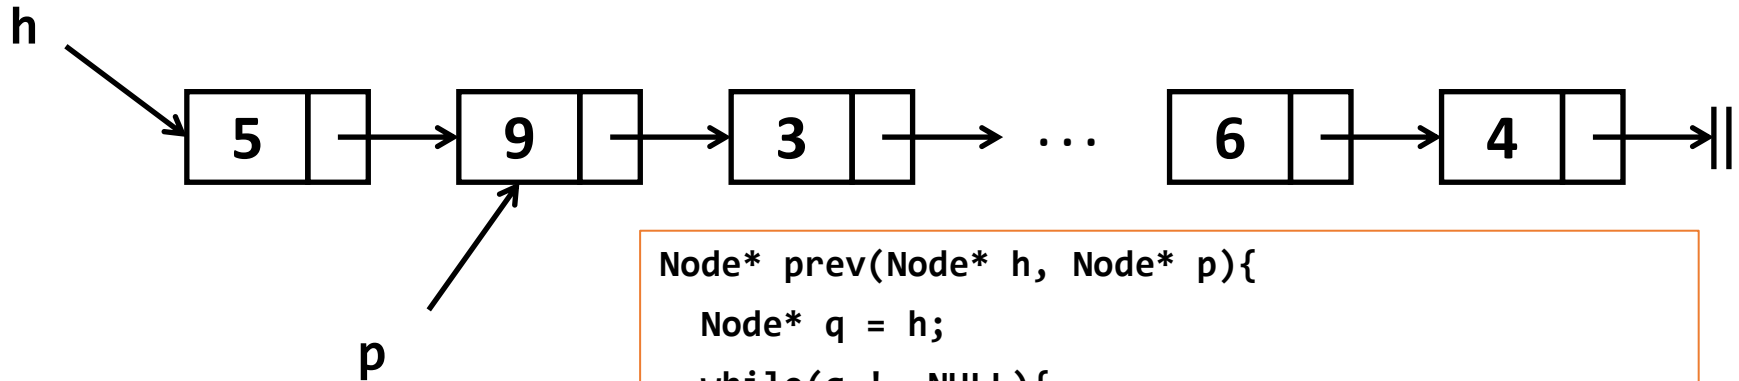 h
5 9 3 ... 6 4
p
Node* prev(Node* h, Node* p){
Node* q = h;